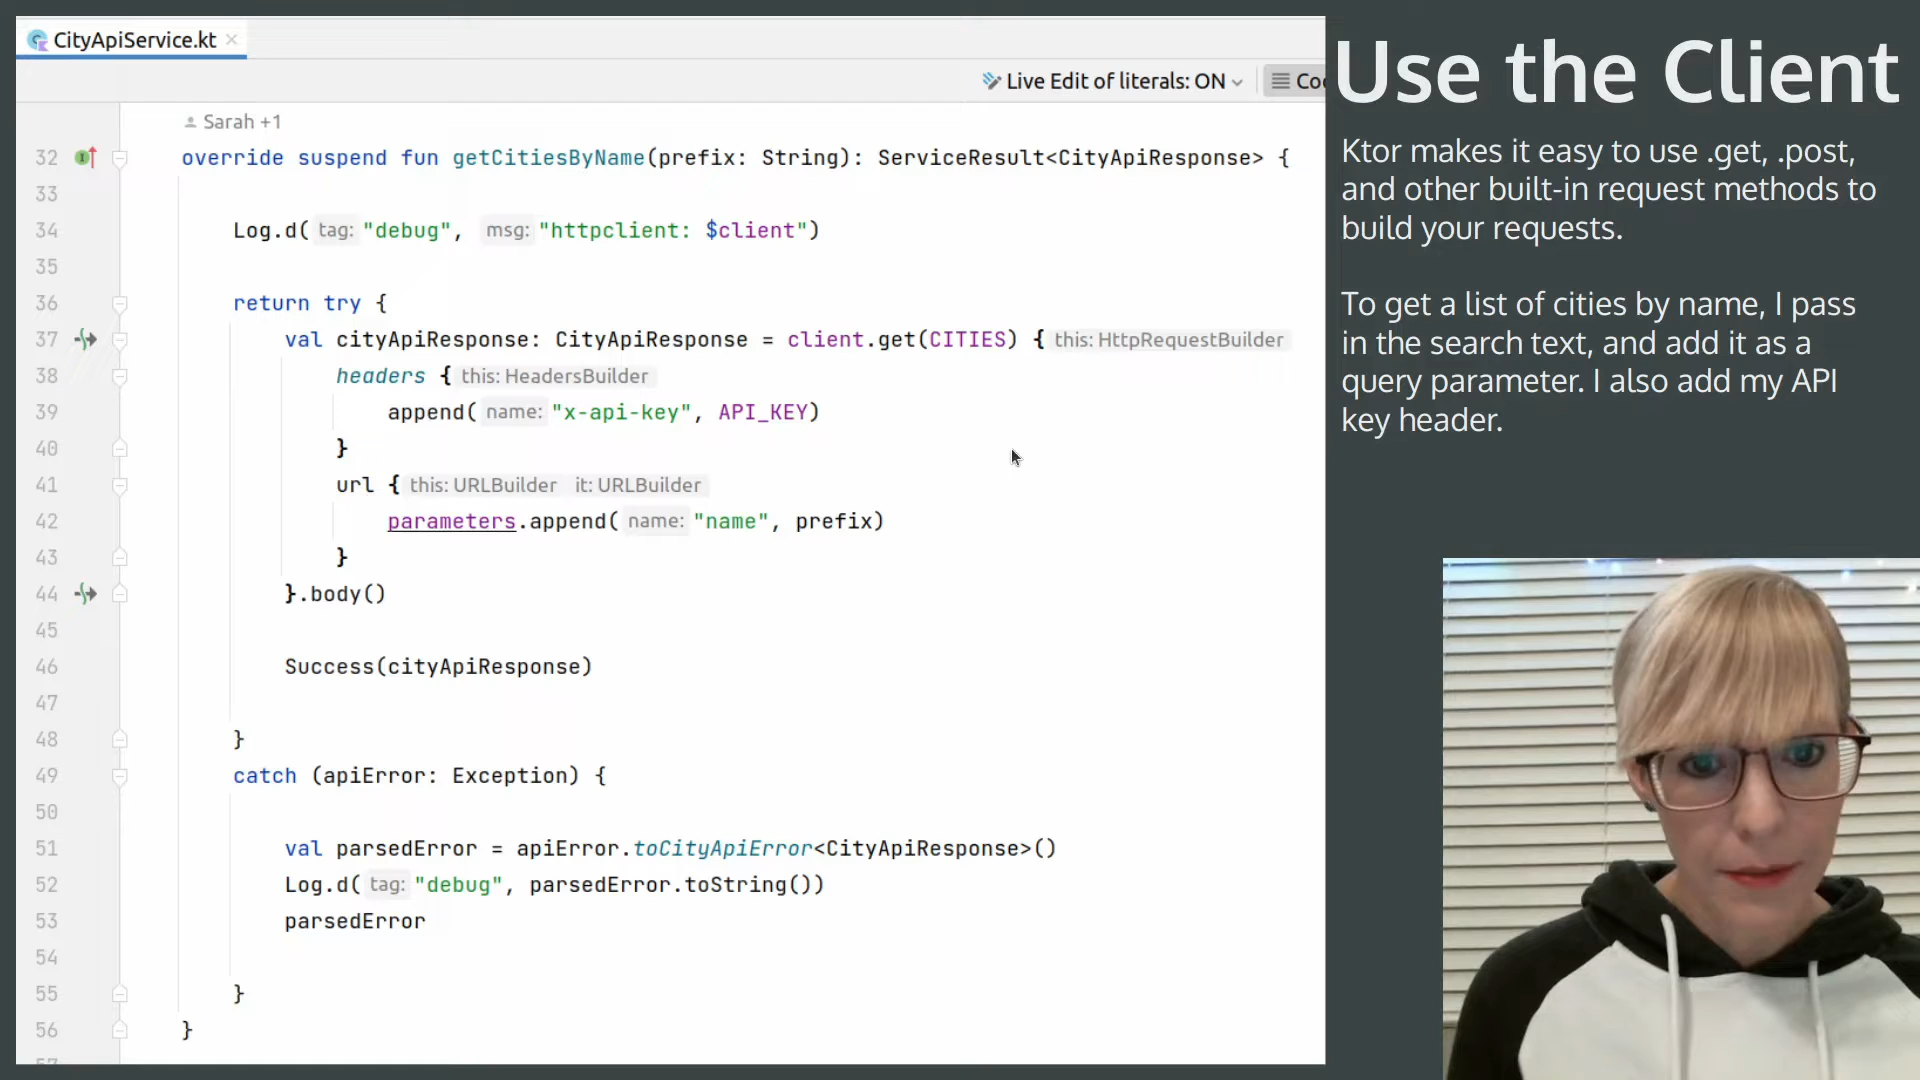 CityApiService.kt
Live Edit of literals: ON
Use the Client
Sarah +1
32 override suspend fun getCitiesByName(prefix: String): ServiceResult<CityApiResponse> {
33
34 Log.d( tag: "debug", msg: "httpclient: $client")
35
36 return try {
37 val cityApiResponse: CityApiResponse = client.get(CITIES) { this: HttpRequestBuilder
38 headers { this: HeadersBuilder
39 append( name: "x-api-key", API_KEY)
40 }
41 url { this: URLBuilder it: URLBuilder
42 parameters.append( name: "name", prefix)
43 }
44 }.body()
45
46 Success(cityApiResponse)
47
48 }
49 catch (apiError: Exception) {
50
51 val parsedError = apiError.toCityApiError<CityApiResponse>()
52 Log.d( tag: "debug", parsedError.toString())
53 parsedError
54
55 }
56 }
Ktor makes it easy to use .get, .post,
and other built-in request methods to
build your requests.
To get a list of cities by name, I pass
in the search text, and add it as a
query parameter. I also add my API
key header.